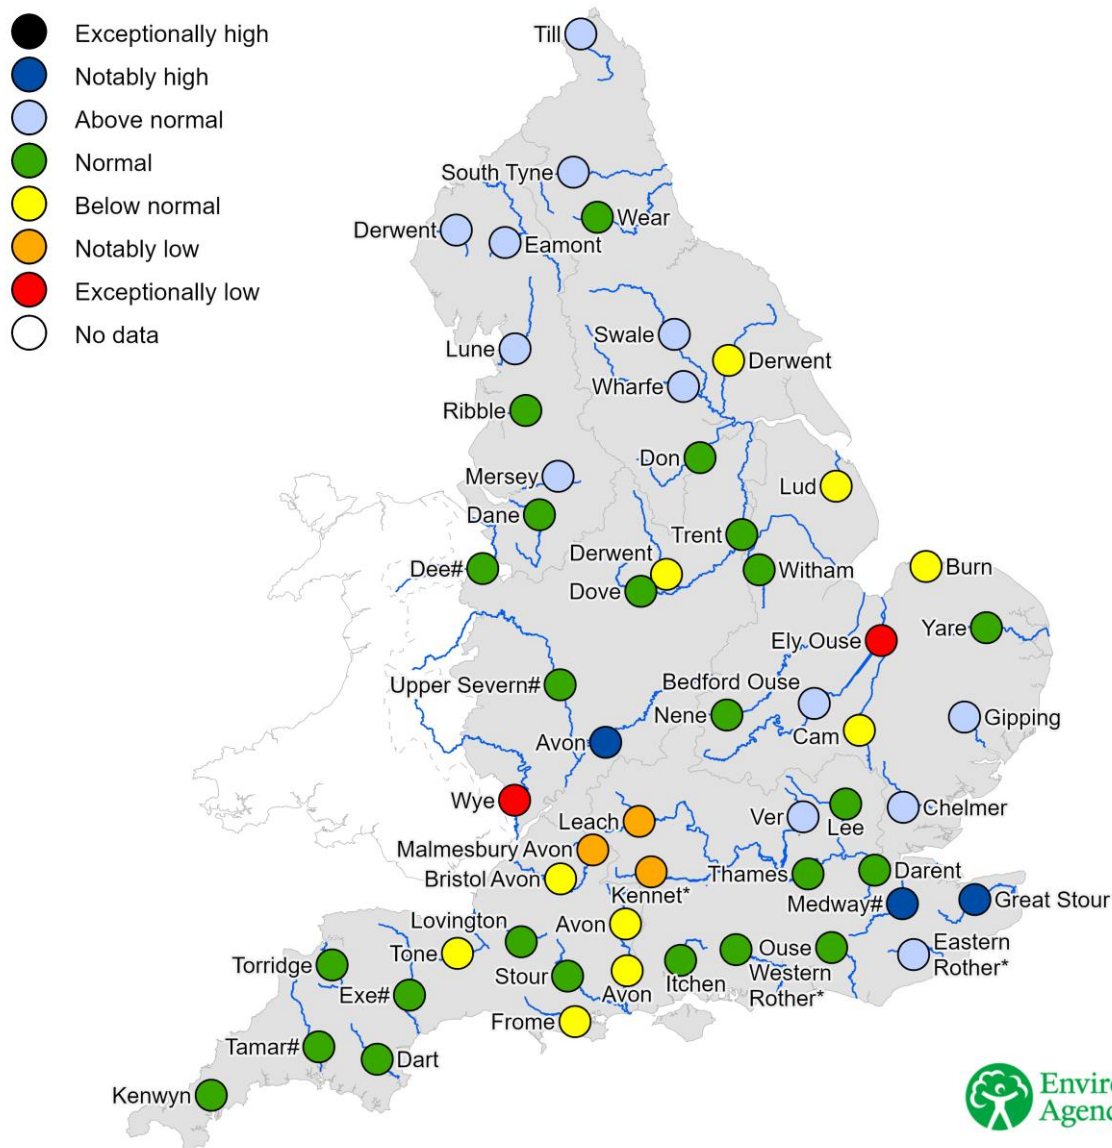 Exceptionally high
Notably high
Above normal
Normal
Below normal
Notably low
Exceptionally low
No data
Till
South Tyne
Wear
Derwent
Eamont
Swale
Lune
Derwent
Wharfe
Ribble
Don
Mersey
Lud
Dane
Trent
Derwent
Dee#
Witham
Burn
Dove
Yare
Ely Ouse
Upper Severn#
Bedford Ouse
Nene
Gipping
Cam
Avon
Wye
Chelmer
Leach
Ver
Lee
Malmesbury Avon
Bristol Avon
Kennet*
Thames
Darent
Medway#
Great Stour
Lovington
Avon
Tone
Ouse
Eastern
Rother*
Torridge
Stour
Itchen
Western
Rother*
Exe#
Avon
Frome
Tamar#
Dart
Kenwyn
Enviro
Agenc